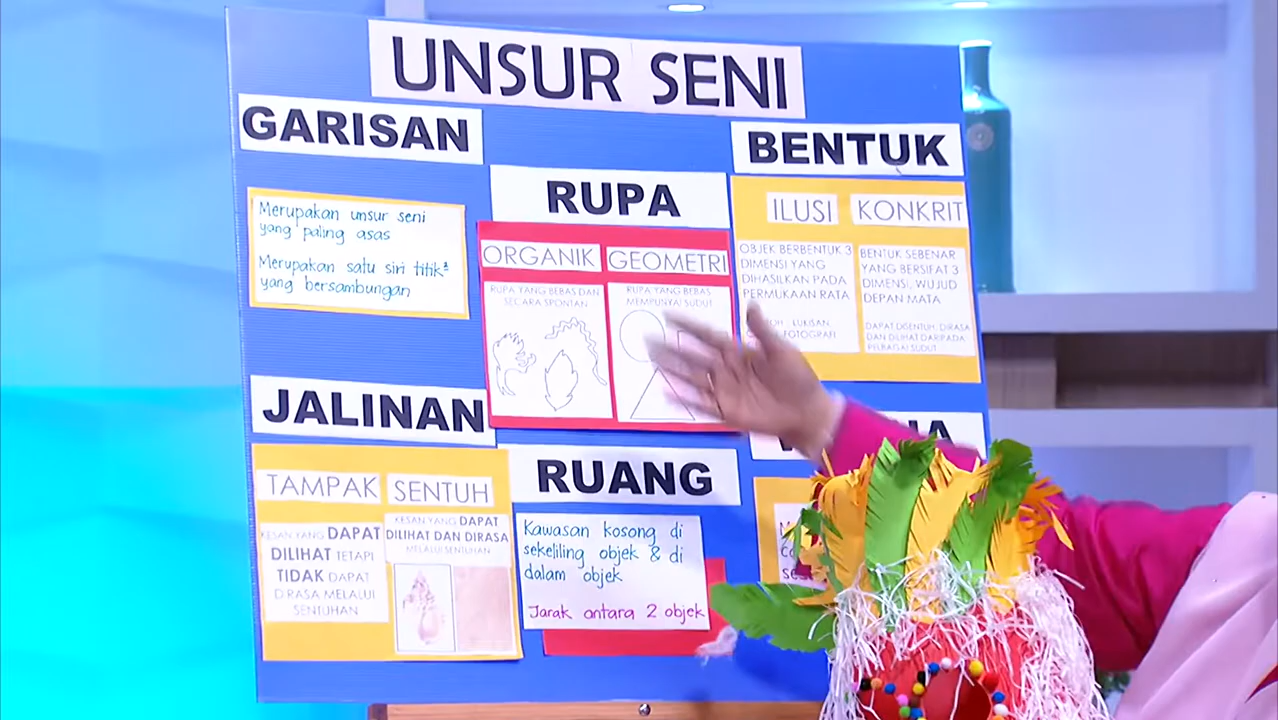 UNSUR SENI
GARISAN
Merupakan unsur seni
yang paling asas
Merupakan satu siri titik²
yang bersambungan
RUPA
ORGANIK
RUPA YANG BEBAS DAN
SECARA SPONTAN
GEOMETRI
RUPA YANG BEBAS
MEMPUNYAI SUDUT
BENTUK
ILUSI
OBJEK BERBENTUK 3
DIMENSI YANG
DIHASILKAN PADA
PERMUKAAN RATA
LUKISAN,
FOTOGRAFI
KONKRIT
BENTUK SEBENAR
YANG BERSIFAT 3
DIMENSI, WUJUD
DEPAN MATA
DAPAT DISENTUH, DIRASA
DAN DILIHAT DARIPADA
PELBAGAI SUDUT
JALINAN
TAMPAK
KESAN YANG DAPAT
DILIHAT TETAPI
TIDAK DAPAT
DIRASA MELALUI
SENTUHAN
SENTUH
KESAN YANG DAPAT
DILIHAT DAN DIRASA
MELALUI SENTUHAN
RUANG
Kawasan kosong di
sekeliling objek & di
dalam objek
Jarak antara 2 objek